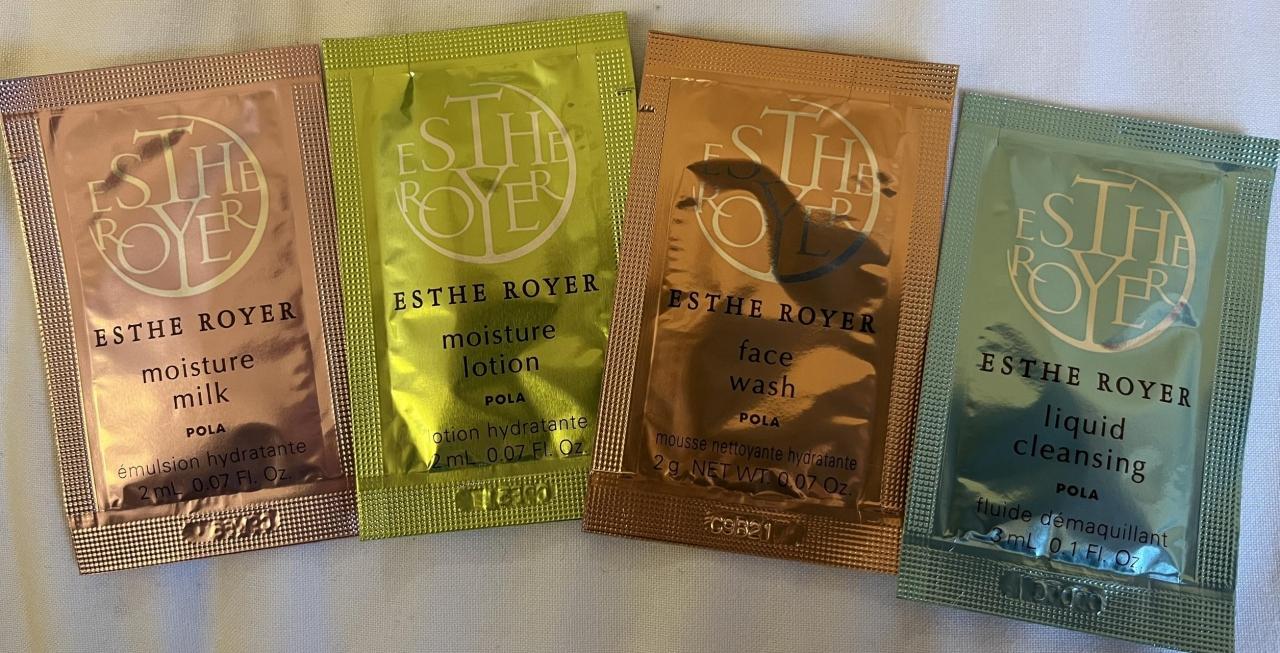 ESTHE
ROYER
ESTHE ROYER
moisture
milk
POLA
émulsion hydratante
2 mL 0.07 Fl. Oz.
ESTHE
ROYER
ESTHE ROYER
moisture
lotion
POLA
lotion hydratante
2 mL 0.07 Fl. Oz.
ESTHE
ROYER
ESTHE ROYER
face
wash
POLA
mousse nettoyante hydratante
2 g NET WT. 0.07 Oz.
C9821
ESTHE
ROYER
ESTHE ROYER
liquid
cleansing
POLA
fluide démaquillant
3 mL 0.1 Fl. Oz.